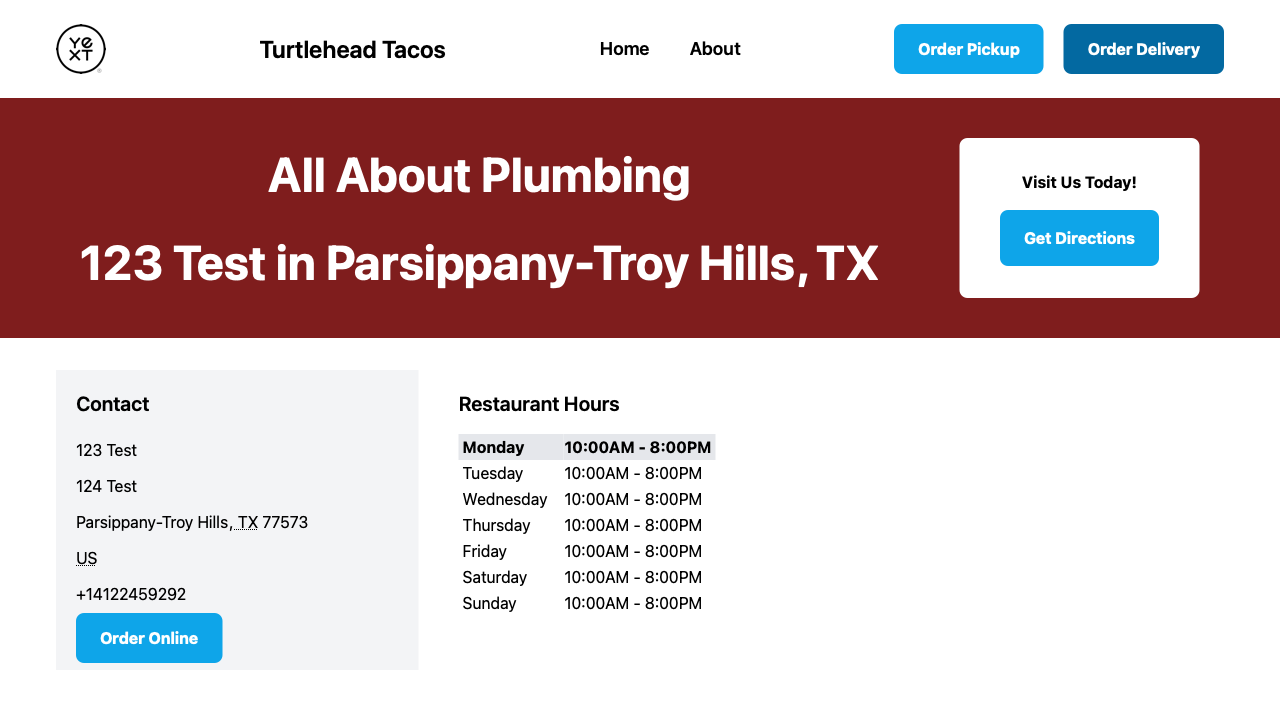 YEXT
Turtlehead Tacos
Home
About
Order Pickup
Order Delivery
All About Plumbing
123 Test in Parsippany-Troy Hills, TX
Visit Us Today!
Get Directions
Contact
123 Test
124 Test
Parsippany-Troy Hills, TX 77573
US
+14122459292
Order Online
Restaurant Hours
Monday 10:00AM - 8:00PM
Tuesday 10:00AM - 8:00PM
Wednesday 10:00AM - 8:00PM
Thursday 10:00AM - 8:00PM
Friday 10:00AM - 8:00PM
Saturday 10:00AM - 8:00PM
Sunday 10:00AM - 8:00PM